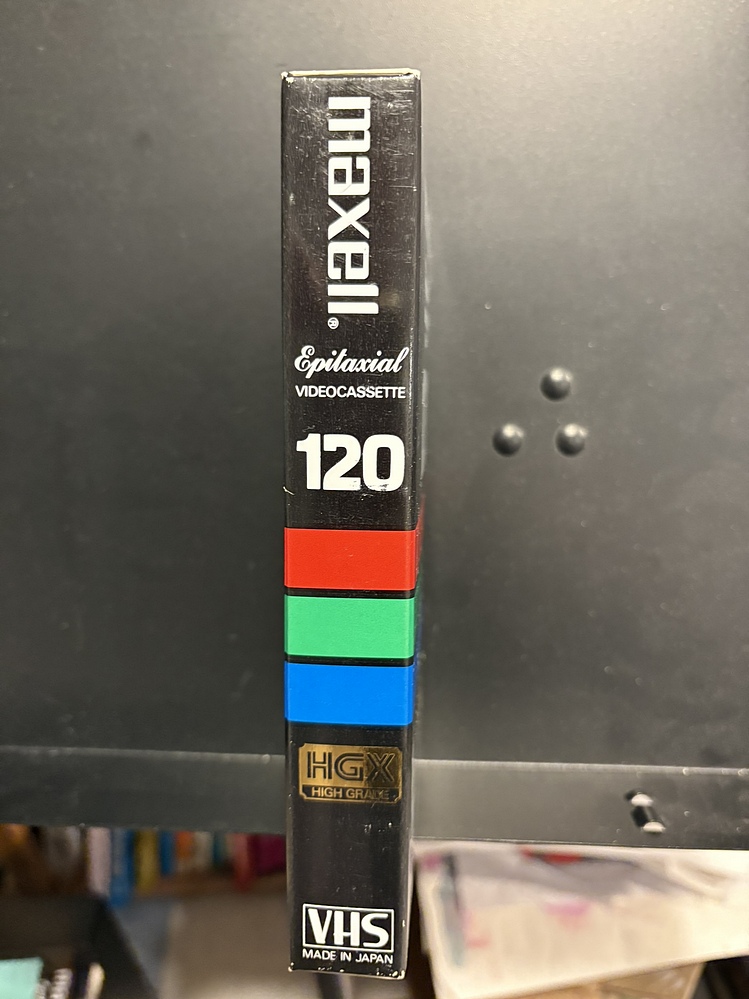 maxell®
Epitaxial
VIDEOCASSETTE
120
HGX
HIGH GRADE
VHS
MADE IN JAPAN